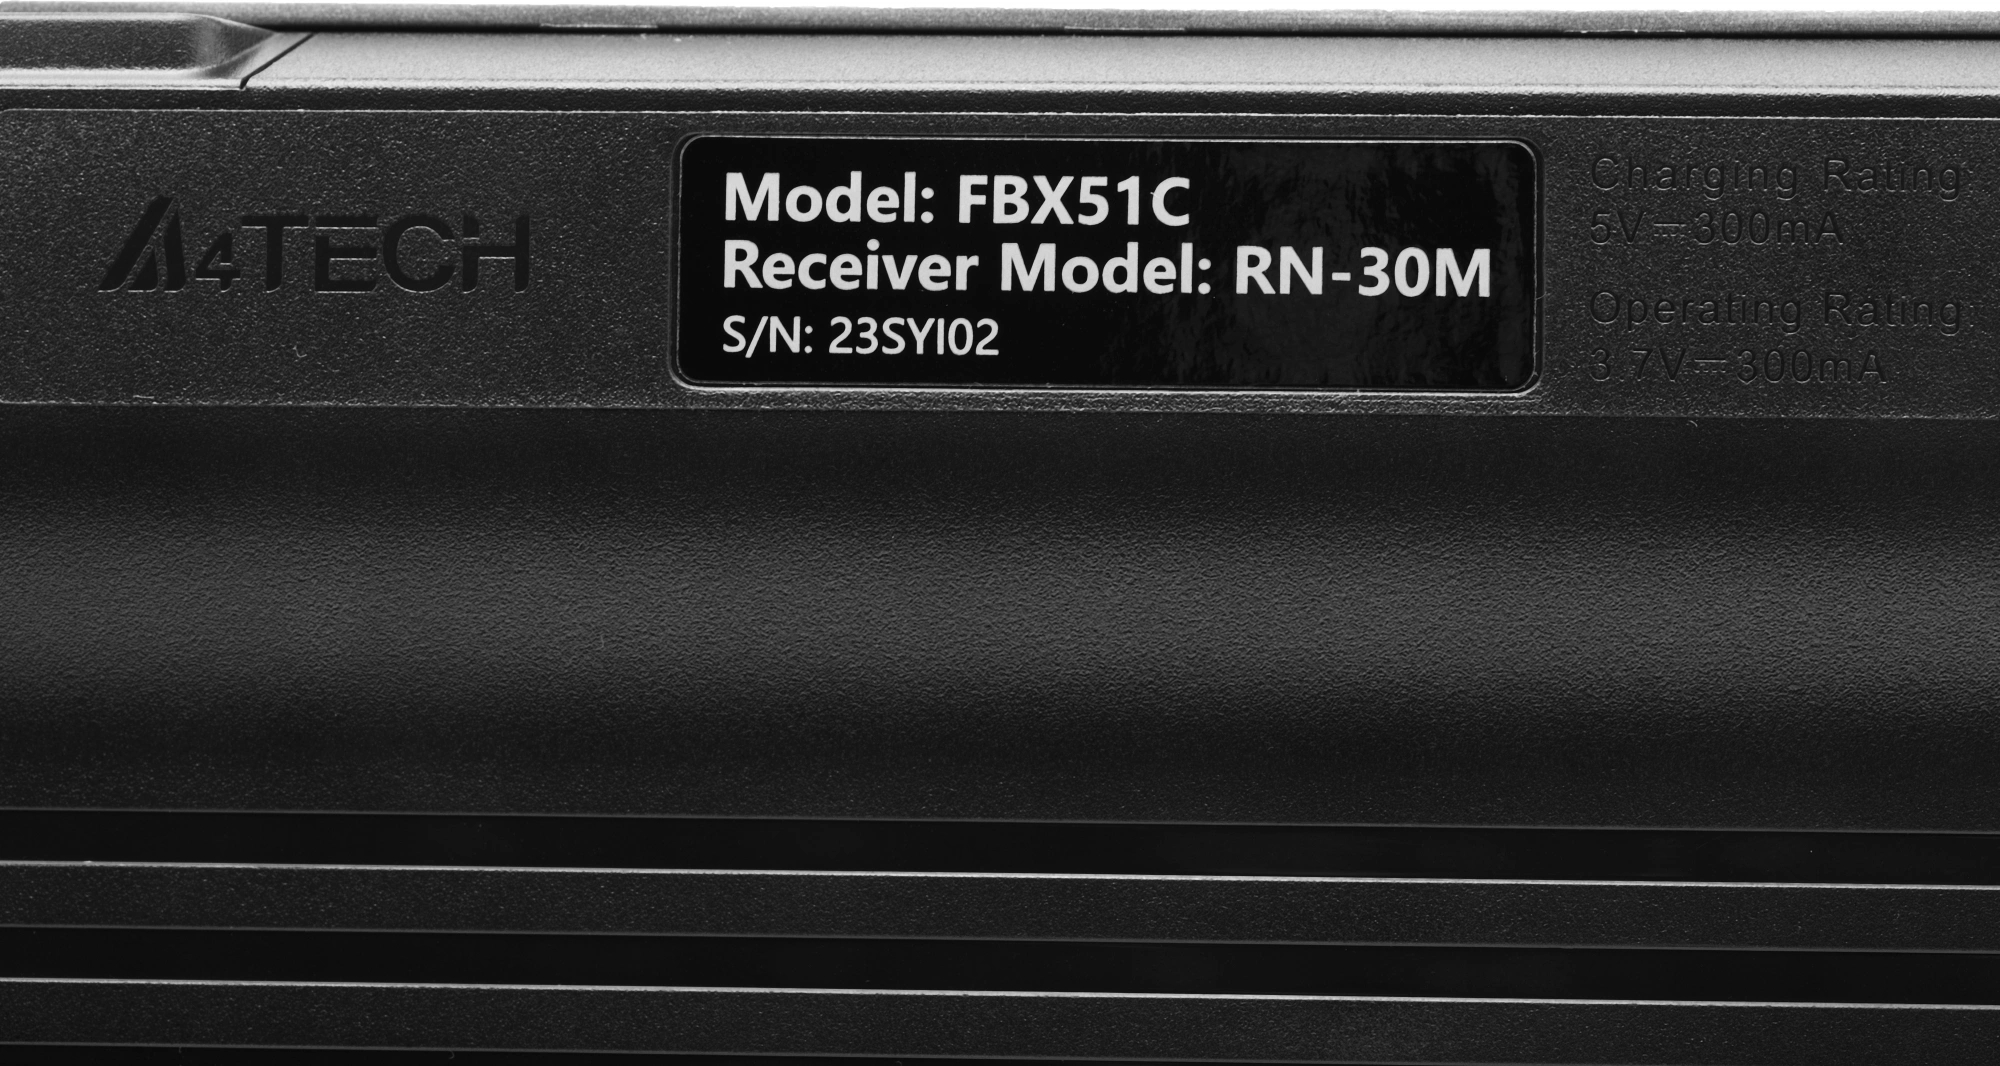 A4TECH
Model: FBX51C
Receiver Model: RN-30M
S/N: 23SYI02
Charging Rating:
5V⎓300mA
Operating Rating:
3.7V⎓300mA